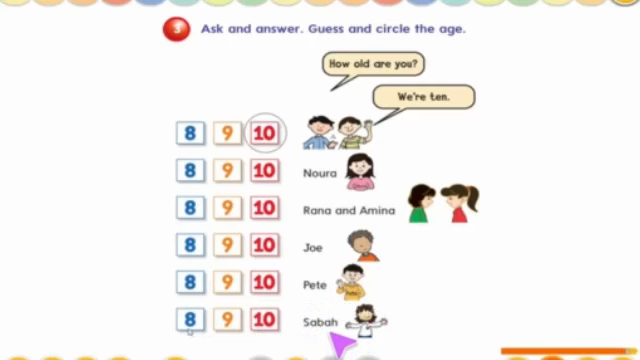 3 Ask and answer. Guess and circle the age.
How old are you?
We're ten.
8 9 10
8 9 10 Noura
8 9 10 Rana and Amina
8 9 10 Joe
8 9 10 Pete
8 9 10 Sabah